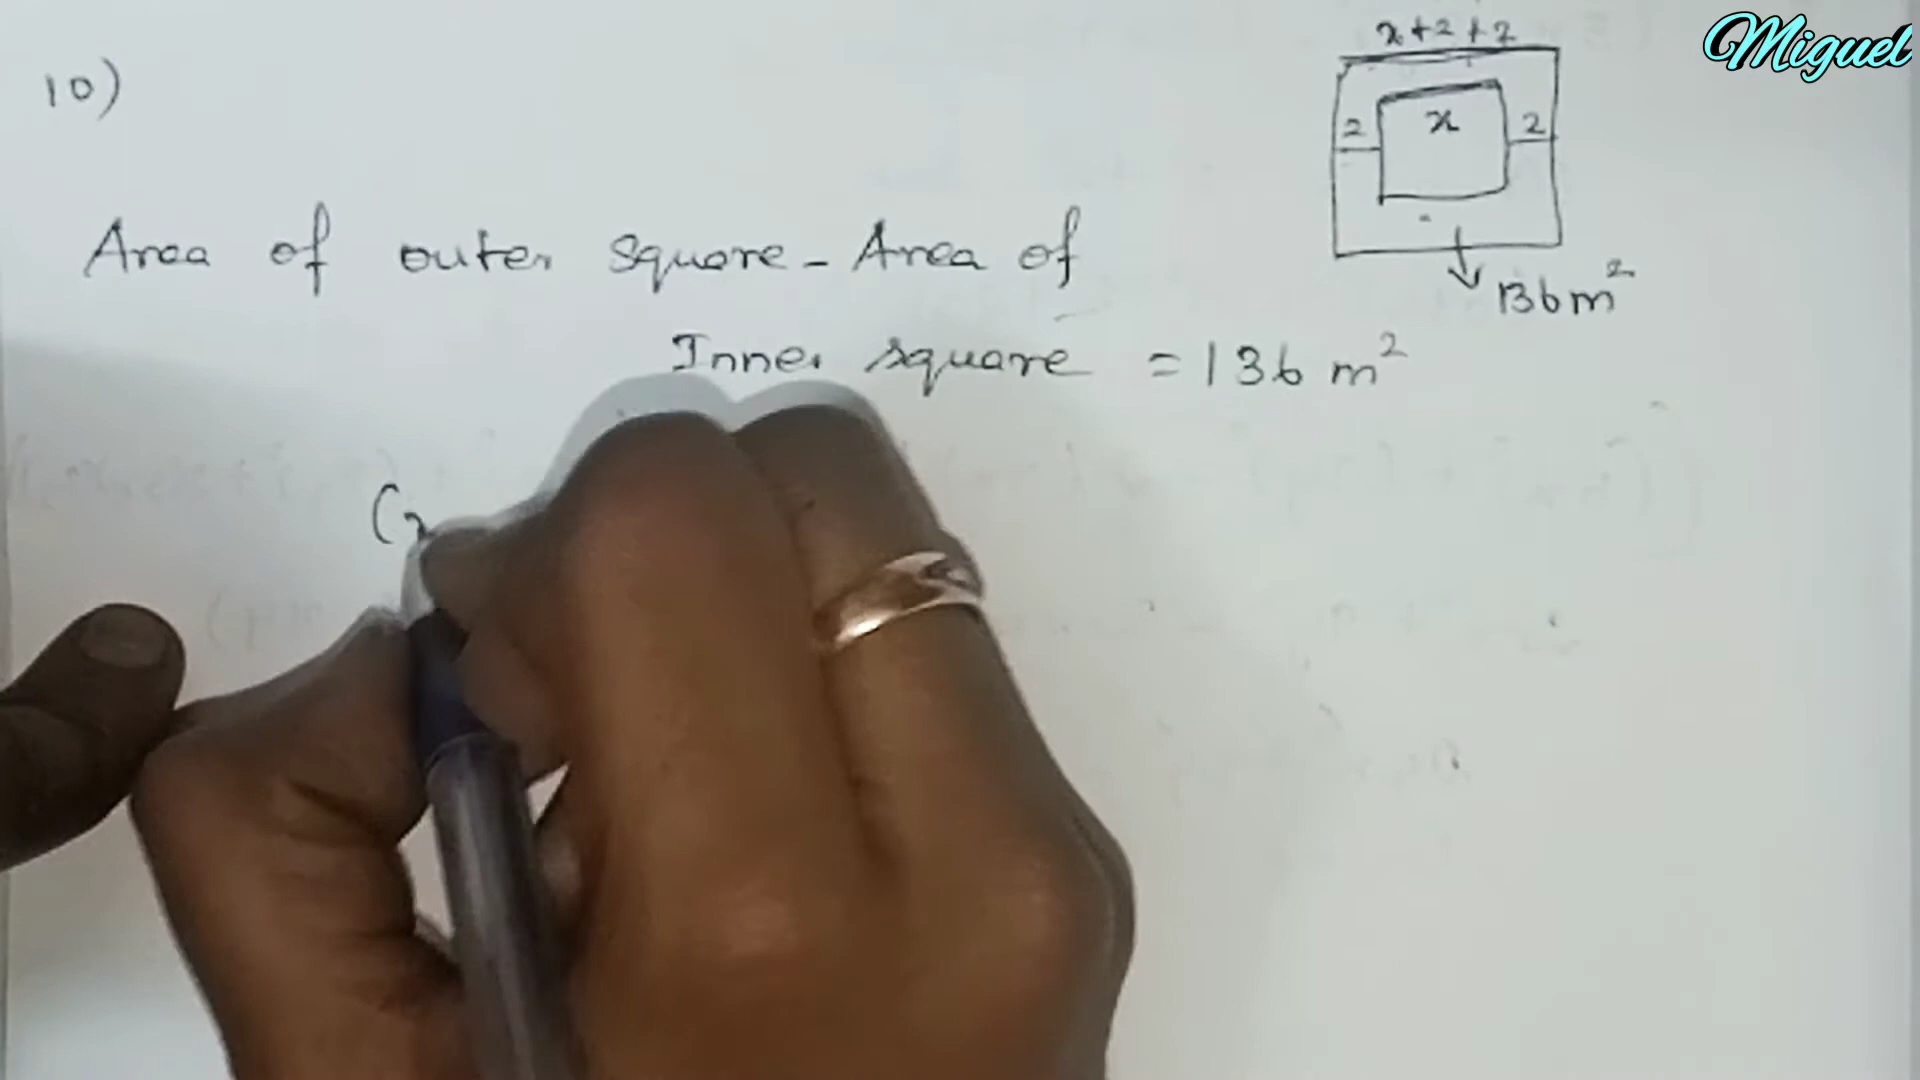 Miguel
x+2+2
10)
x
2 2
Area of outer square - Area of
136m²
Inner square = 136 m²
(x